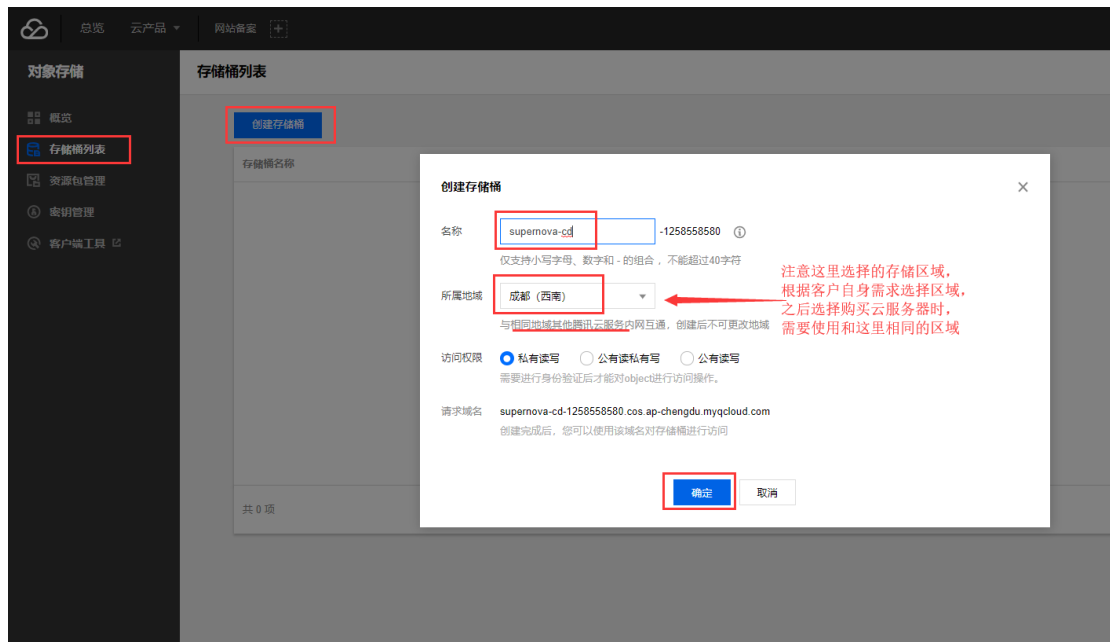 总览 云产品 网站备案
对象存储
存储桶列表
概览
创建存储桶
存储桶列表
存储桶名称
资源包管理
密钥管理
客户端工具
创建存储桶
名称 supernova-cd -1258558580
仅支持小写字母、数字和 - 的组合，不能超过40字符
所属地域 成都（西南）
与相同地域其他腾讯云服务内网互通，创建后不可更改地域
注意这里选择的存储区域，
根据客户自身需求选择区域，
之后选择购买云服务器时，
需要使用和这里相同的区域
访问权限 私有读写 公有读私有写 公有读写
需要进行身份验证后才能对object进行访问操作。
请求域名 supernova-cd-1258558580.cos.ap-chengdu.myqcloud.com
创建完成后，您可以使用该域名对存储桶进行访问
确定 取消
共 0 项